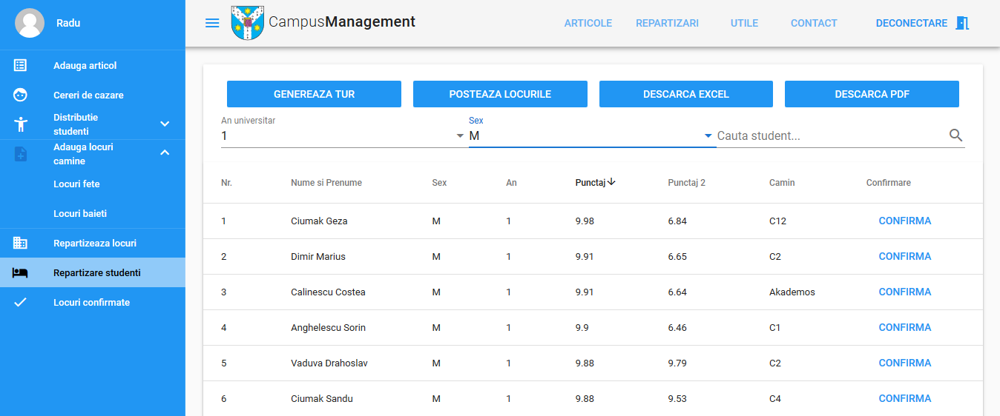 Radu
Adauga articol
Cereri de cazare
Distributie
studenti
Adauga locuri
camine
Locuri fete
Locuri baieti
Repartizeaza locuri
Repartizare studenti
Locuri confirmate
CampusManagement
ARTICOLE REPARTIZARI UTILE CONTACT DECONECTARE
GENEREAZA TUR POSTEAZA LOCURILE DESCARCA EXCEL DESCARCA PDF
An universitar Sex
1 M Cauta student...
Nr. Nume si Prenume Sex An Punctaj Punctaj 2 Camin Confirmare
1 Ciumak Geza M 1 9.98 6.84 C12 CONFIRMA
2 Dimir Marius M 1 9.91 6.65 C2 CONFIRMA
3 Calinescu Costea M 1 9.91 6.64 Akademos CONFIRMA
4 Anghelescu Sorin M 1 9.9 6.46 C1 CONFIRMA
5 Vaduva Drahoslav M 1 9.88 9.79 C2 CONFIRMA
6 Ciumak Sandu M 1 9.88 9.53 C4 CONFIRMA